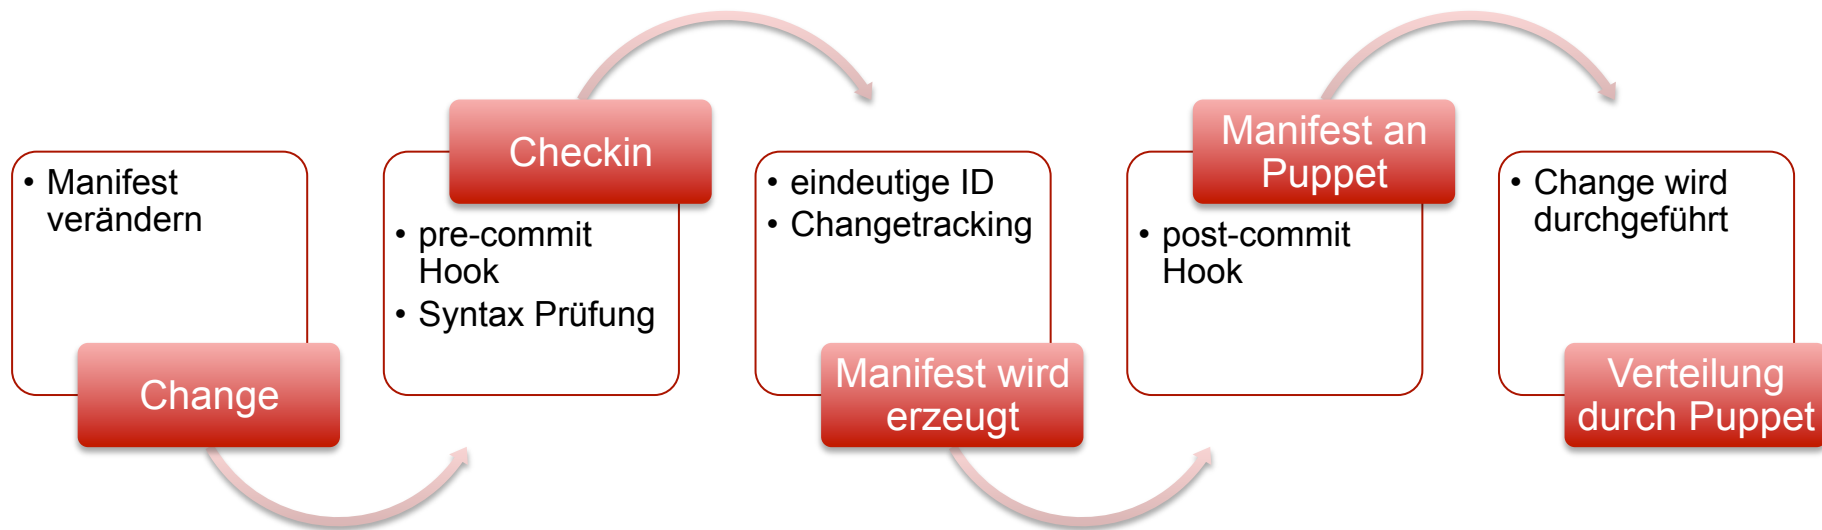 • Manifest
verändern
Change
Checkin
• pre-commit
Hook
• Syntax Prüfung
• eindeutige ID
• Changetracking
Manifest wird
erzeugt
Manifest an
Puppet
• post-commit
Hook
• Change wird
durchgeführt
Verteilung
durch Puppet